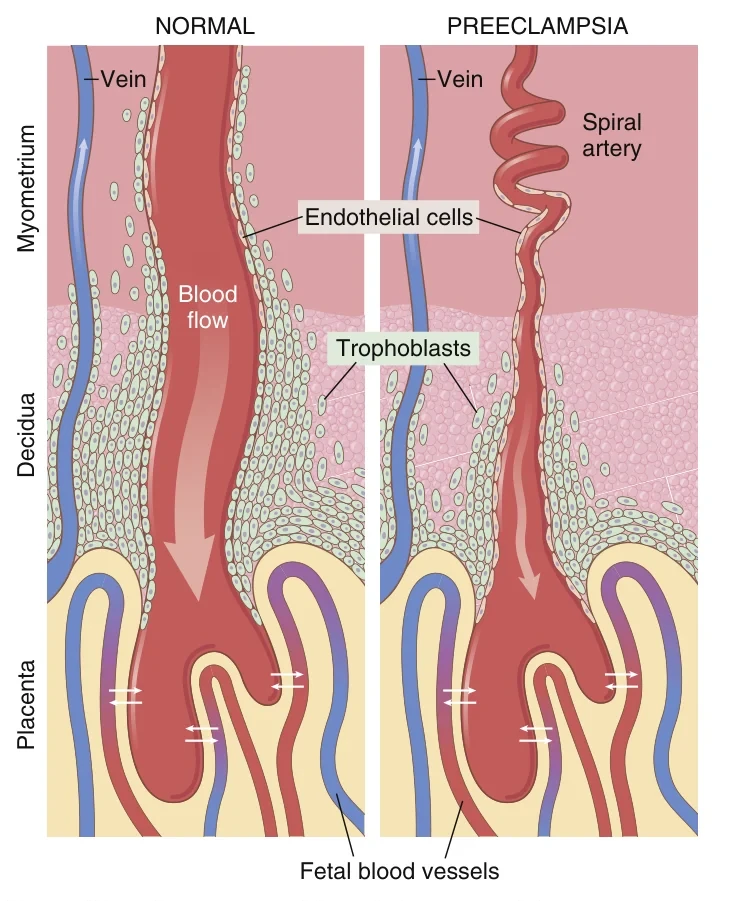 NORMAL
PREECLAMPSIA
Vein
Vein
Spiral
artery
Myometrium
Endothelial cells
Blood
flow
Trophoblasts
Decidua
Placenta
Fetal blood vessels